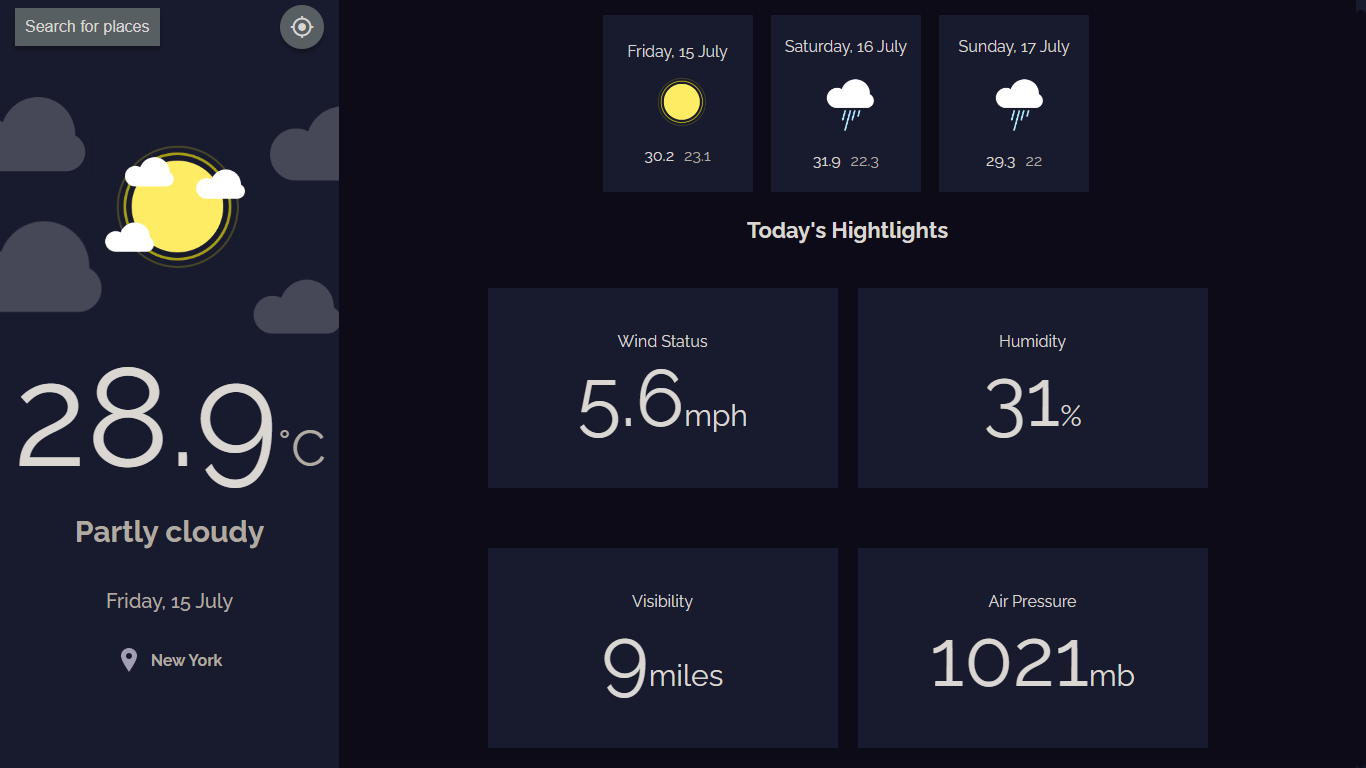 Search for places
28.9°C
Partly cloudy
Friday, 15 July
New York
Friday, 15 July
30.2 23.1
Saturday, 16 July
31.9 22.3
Sunday, 17 July
29.3 22
Today's Hightlights
Wind Status
5.6mph
Humidity
31%
Visibility
9miles
Air Pressure
1021mb